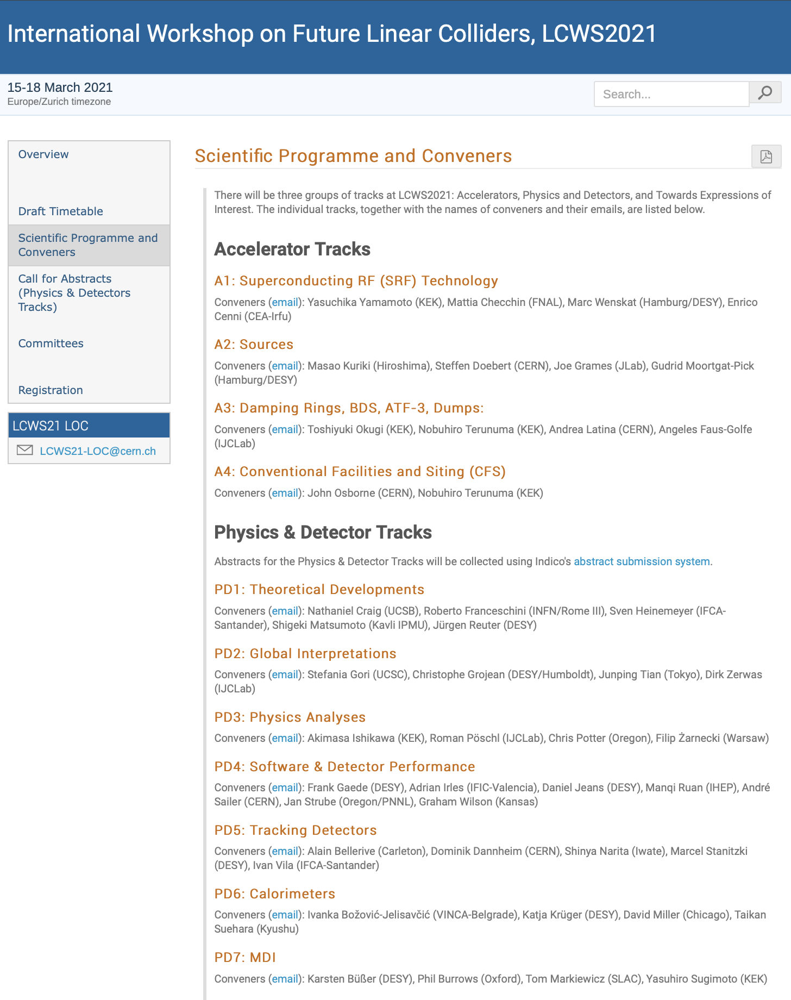 International Workshop on Future Linear Colliders, LCWS2021
15-18 March 2021
Europe/Zurich timezone
Search...
Overview
Draft Timetable
Scientific Programme and
Conveners
Call for Abstracts
(Physics & Detectors
Tracks)
Committees
Registration
LCWS21 LOC
LCWS21-LOC@cern.ch
Scientific Programme and Conveners
There will be three groups of tracks at LCWS2021: Accelerators, Physics and Detectors, and Towards Expressions of
Interest. The individual tracks, together with the names of conveners and their emails, are listed below.
Accelerator Tracks
A1: Superconducting RF (SRF) Technology
Conveners (email): Yasuchika Yamamoto (KEK), Mattia Checchin (FNAL), Marc Wenskat (Hamburg/DESY), Enrico
Cenni (CEA-Irfu)
A2: Sources
Conveners (email): Masao Kuriki (Hiroshima), Steffen Doebert (CERN), Joe Grames (JLab), Gudrid Moortgat-Pick
(Hamburg/DESY)
A3: Damping Rings, BDS, ATF-3, Dumps:
Conveners (email): Toshiyuki Okugi (KEK), Nobuhiro Terunuma (KEK), Andrea Latina (CERN), Angeles Faus-Golfe
(IJCLab)
A4: Conventional Facilities and Siting (CFS)
Conveners (email): John Osborne (CERN), Nobuhiro Terunuma (KEK)
Physics & Detector Tracks
Abstracts for the Physics & Detector Tracks will be collected using Indico's abstract submission system.
PD1: Theoretical Developments
Conveners (email): Nathaniel Craig (UCSB), Roberto Franceschini (INFN/Rome III), Sven Heinemeyer (IFCA-
Santander), Shigeki Matsumoto (Kavli IPMU), Jürgen Reuter (DESY)
PD2: Global Interpretations
Conveners (email): Stefania Gori (UCSC), Christophe Grojean (DESY/Humboldt), Junping Tian (Tokyo), Dirk Zerwas
(IJCLab)
PD3: Physics Analyses
Conveners (email): Akimasa Ishikawa (KEK), Roman Pöschl (IJCLab), Chris Potter (Oregon), Filip Żarnecki (Warsaw)
PD4: Software & Detector Performance
Conveners (email): Frank Gaede (DESY), Adrian Irles (IFIC-Valencia), Daniel Jeans (DESY), Manqi Ruan (IHEP), André
Sailer (CERN), Jan Strube (Oregon/PNNL), Graham Wilson (Kansas)
PD5: Tracking Detectors
Conveners (email): Alain Bellerive (Carleton), Dominik Dannheim (CERN), Shinya Narita (Iwate), Marcel Stanitzki
(DESY), Ivan Vila (IFCA-Santander)
PD6: Calorimeters
Conveners (email): Ivanka Božović-Jelisavčić (VINCA-Belgrade), Katja Krüger (DESY), David Miller (Chicago), Taikan
Suehara (Kyushu)
PD7: MDI
Conveners (email): Karsten Büßer (DESY), Phil Burrows (Oxford), Tom Markiewicz (SLAC), Yasuhiro Sugimoto (KEK)